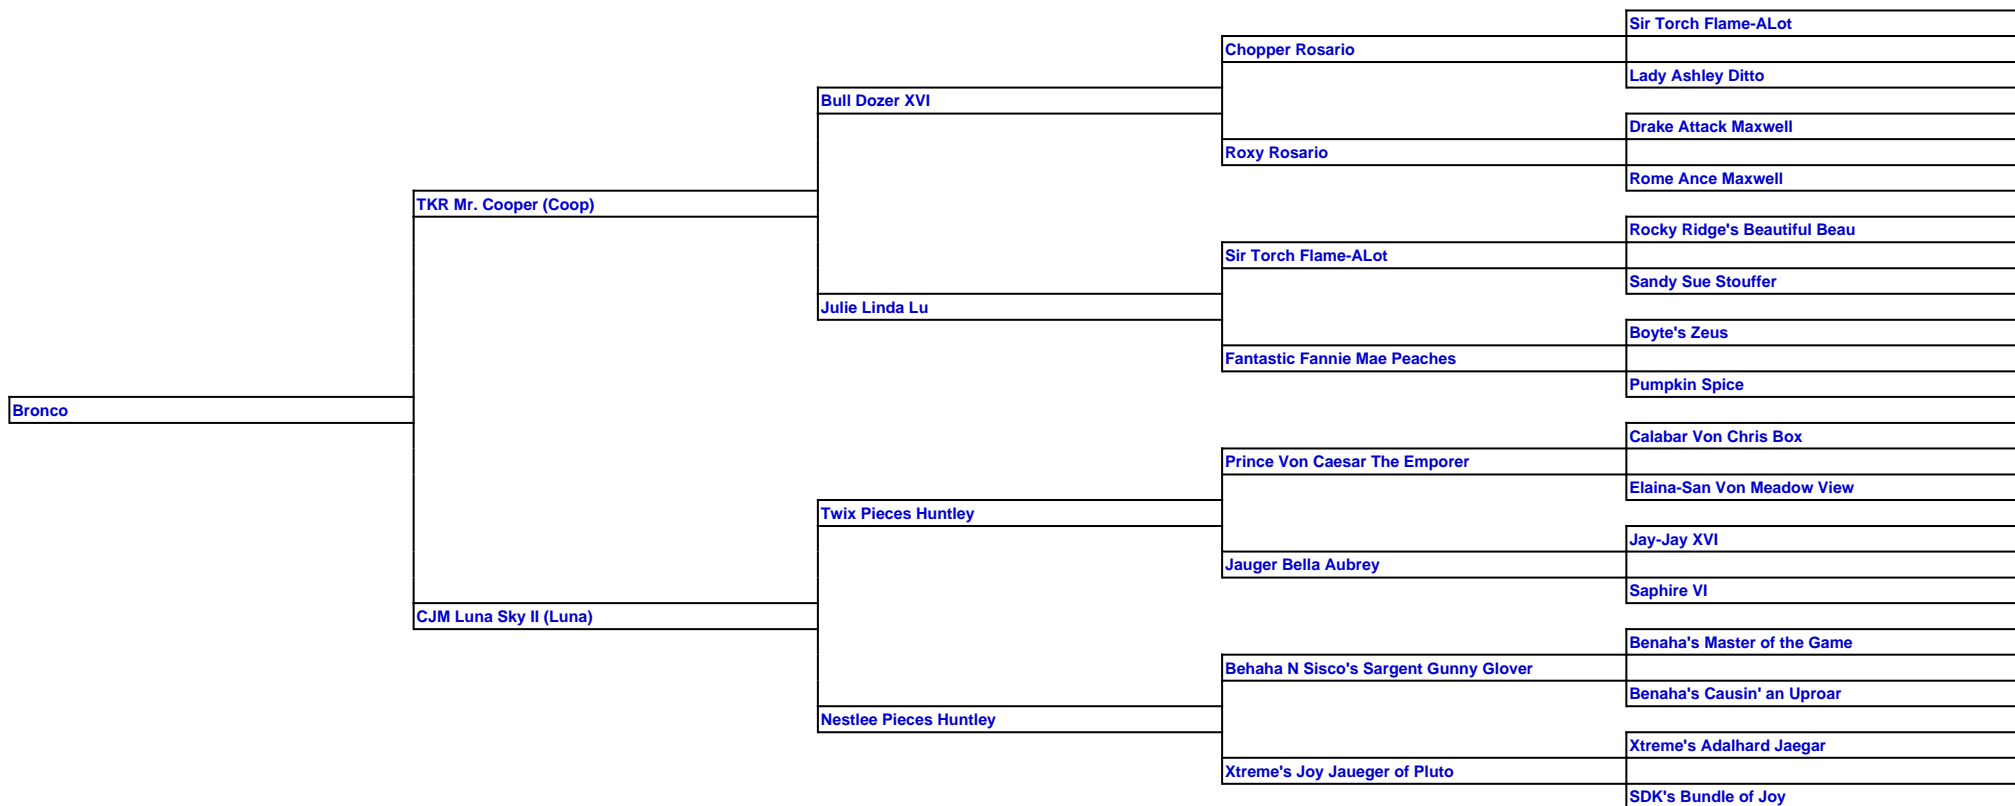 Sir Torch Flame-ALot
Chopper Rosario
Lady Ashley Ditto
Bull Dozer XVI
Drake Attack Maxwell
Roxy Rosario
Rome Ance Maxwell
TKR Mr. Cooper (Coop)
Rocky Ridge's Beautiful Beau
Sir Torch Flame-ALot
Sandy Sue Stouffer
Julie Linda Lu
Boyte's Zeus
Fantastic Fannie Mae Peaches
Pumpkin Spice
Bronco
Calabar Von Chris Box
Prince Von Caesar The Emporer
Elaina-San Von Meadow View
Twix Pieces Huntley
Jay-Jay XVI
Jauger Bella Aubrey
Saphire VI
CJM Luna Sky II (Luna)
Benaha's Master of the Game
Behaha N Sisco's Sargent Gunny Glover
Benaha's Causin' an Uproar
Nestlee Pieces Huntley
Xtreme's Adalhard Jaegar
Xtreme's Joy Jaueger of Pluto
SDK's Bundle of Joy